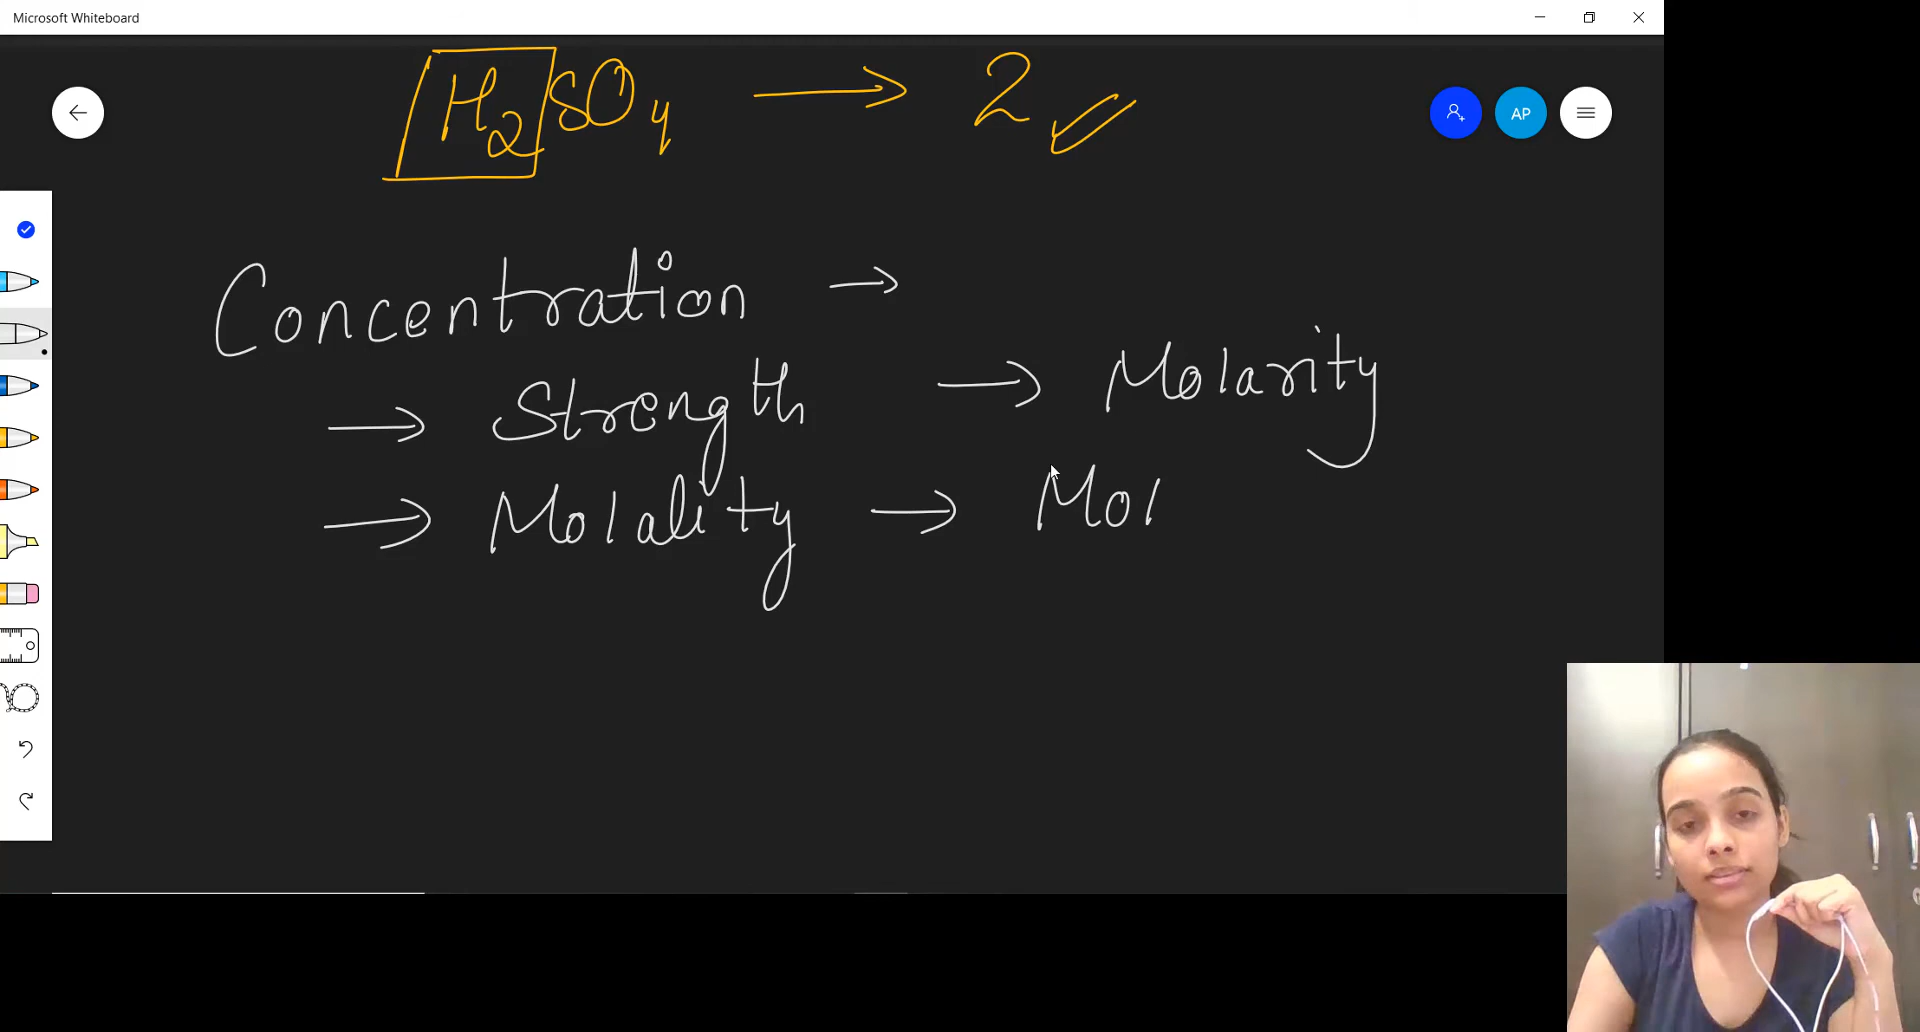 Microsoft Whiteboard
H2SO4 → 2 ✓
AP
Concentration →
→ Strength → Molarity
→ Molality → Mol